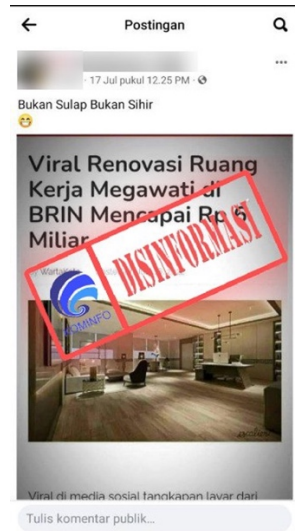 Postingan
17 Jul pukul 12.25 PM
Bukan Sulap Bukan Sihir
Viral Renovasi Ruang
Kerja Megawati di
BRIN Mencapai Rp 6
Miliar
DISINFORMASI
KOMINFO
Viral di media sosial tangkapan layar dari
Tulis komentar publik...